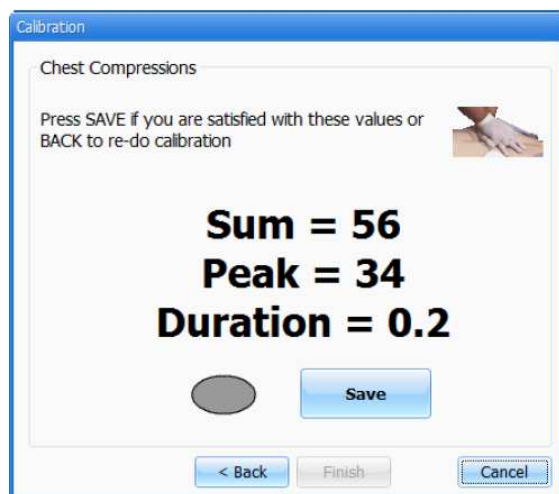 Calibration
Chest Compressions
Press SAVE if you are satisfied with these values or
BACK to re-do calibration
Sum = 56
Peak = 34
Duration = 0.2
Save
< Back
Finish
Cancel